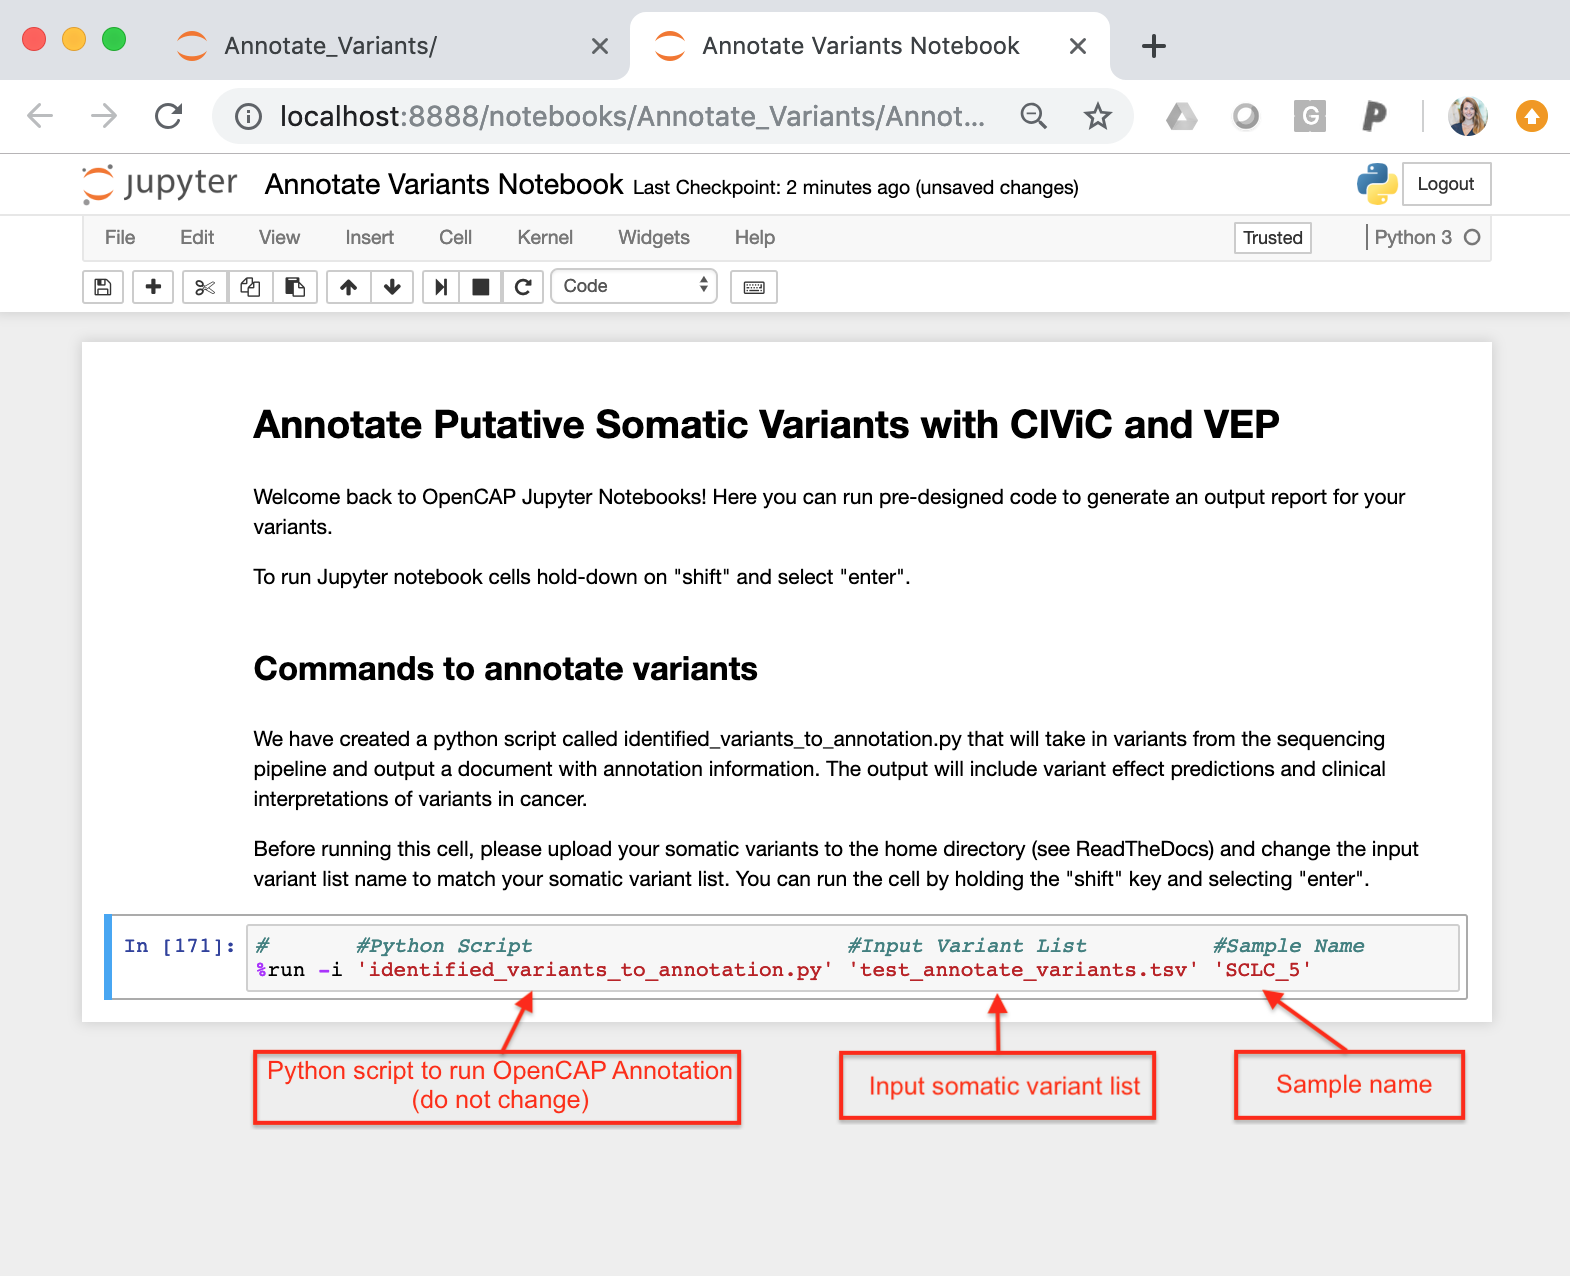 Annotate_Variants/
Annotate Variants Notebook
localhost:8888/notebooks/Annotate_Variants/Annot...
G
P
jupyter Annotate Variants Notebook Last Checkpoint: 2 minutes ago (unsaved changes)
Logout
File Edit View Insert Cell Kernel Widgets Help
Trusted
Python 3
Code
Annotate Putative Somatic Variants with CIViC and VEP
Welcome back to OpenCAP Jupyter Notebooks! Here you can run pre-designed code to generate an output report for your
variants.
To run Jupyter notebook cells hold-down on "shift" and select "enter".
Commands to annotate variants
We have created a python script called identified_variants_to_annotation.py that will take in variants from the sequencing
pipeline and output a document with annotation information. The output will include variant effect predictions and clinical
interpretations of variants in cancer.
Before running this cell, please upload your somatic variants to the home directory (see ReadTheDocs) and change the input
variant list name to match your somatic variant list. You can run the cell by holding the "shift" key and selecting "enter".
In [171]: # #Python Script #Input Variant List #Sample Name
%run -i 'identified_variants_to_annotation.py' 'test_annotate_variants.tsv' 'SCLC_5'
Python script to run OpenCAP Annotation
(do not change)
Input somatic variant list
Sample name